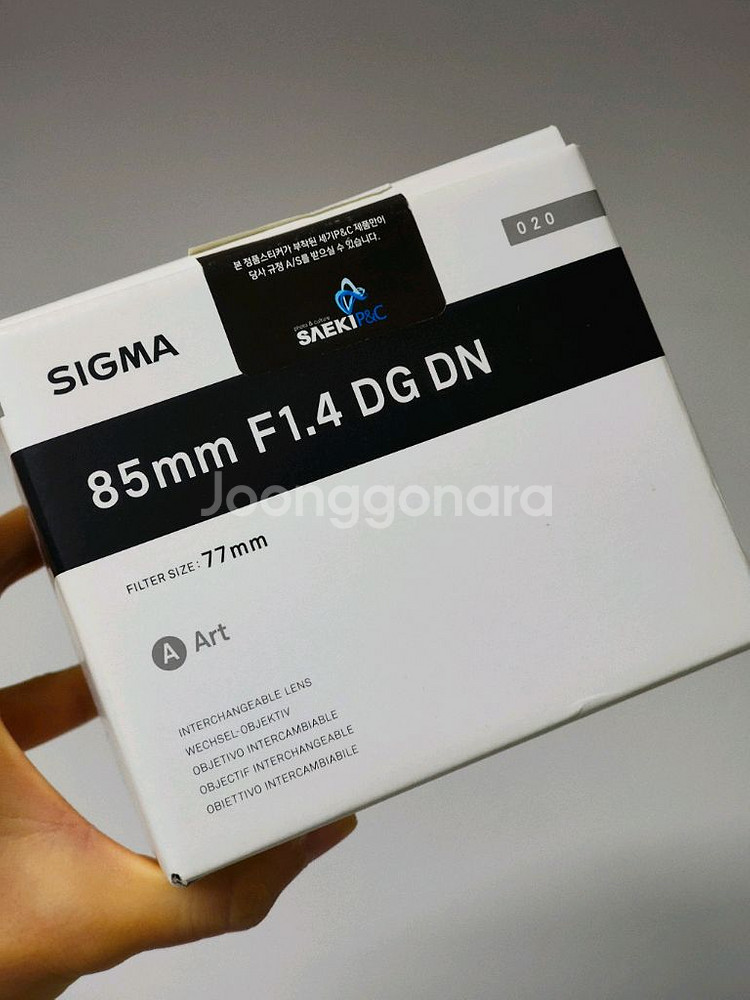 020
본 정품스티커가 부착된 세기P&C 제품만이
당사 규정 A/S를 받으실 수 있습니다.
photo & culture
SAEKI P&C
SIGMA
85mm F1.4 DG DN
Joonggonara
FILTER SIZE: 77mm
A Art
INTERCHANGEABLE LENS
WECHSEL-OBJEKTIV
OBJETIVO INTERCAMBIABLE
OBJECTIF INTERCHANGEABLE
OBIETTIVO INTERCAMBIABILE